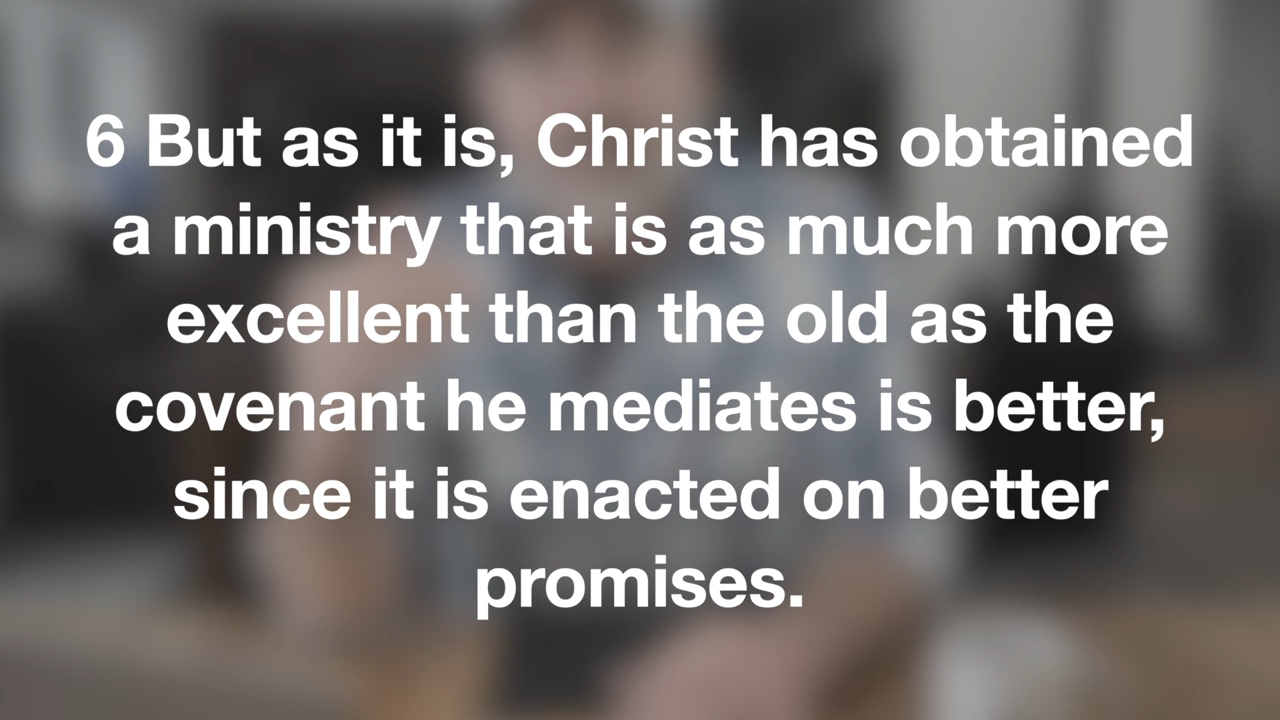 6 But as it is, Christ has obtained
a ministry that is as much more
excellent than the old as the
covenant he mediates is better,
since it is enacted on better
promises.